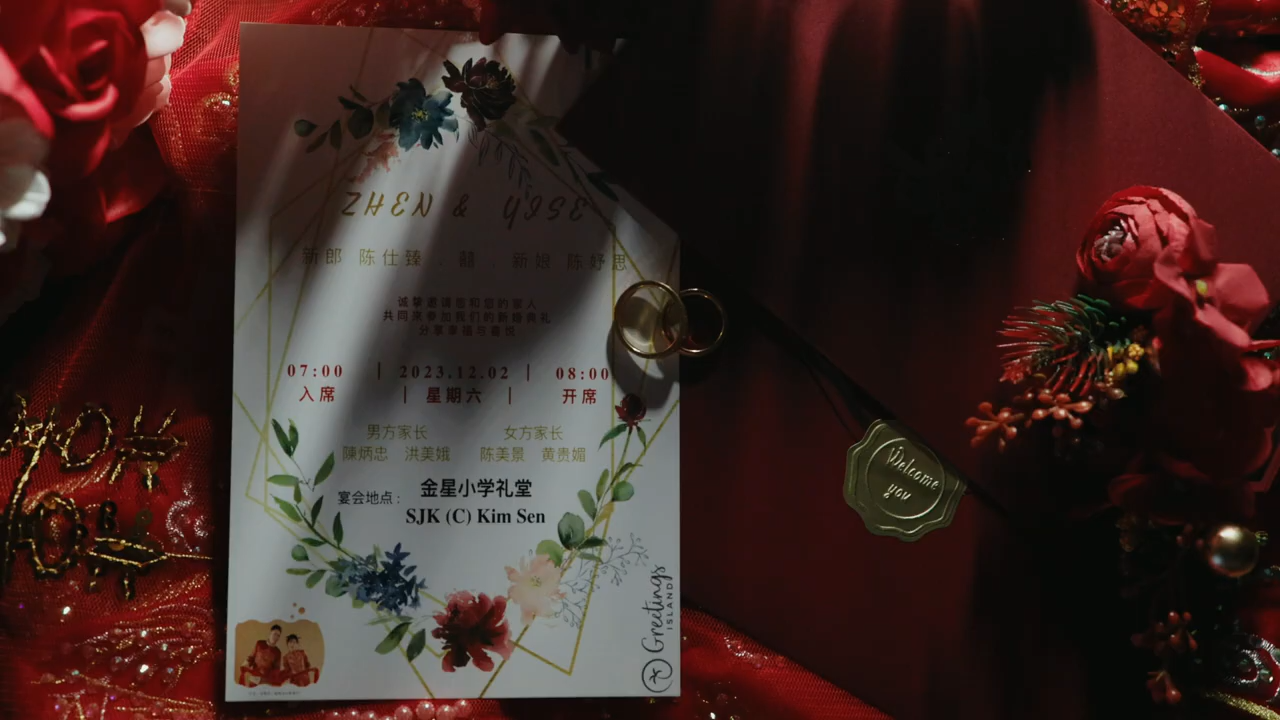 ZHEN & YSSE
新郎 陈仕臻 . 囍 . 新娘 陈妤思
诚挚邀请您和您的家人
共同来参加我们的新婚典礼
分享幸福与喜悦
07:00 | 2023.12.02 | 08:00
入席 | 星期六 | 开席
男方家长 女方家长
陳炳忠 洪美娥 陈美景 黄贵媚
宴会地点: 金星小学礼堂
SJK (C) Kim Sen
Greetings
ISLAND
Welcome
you